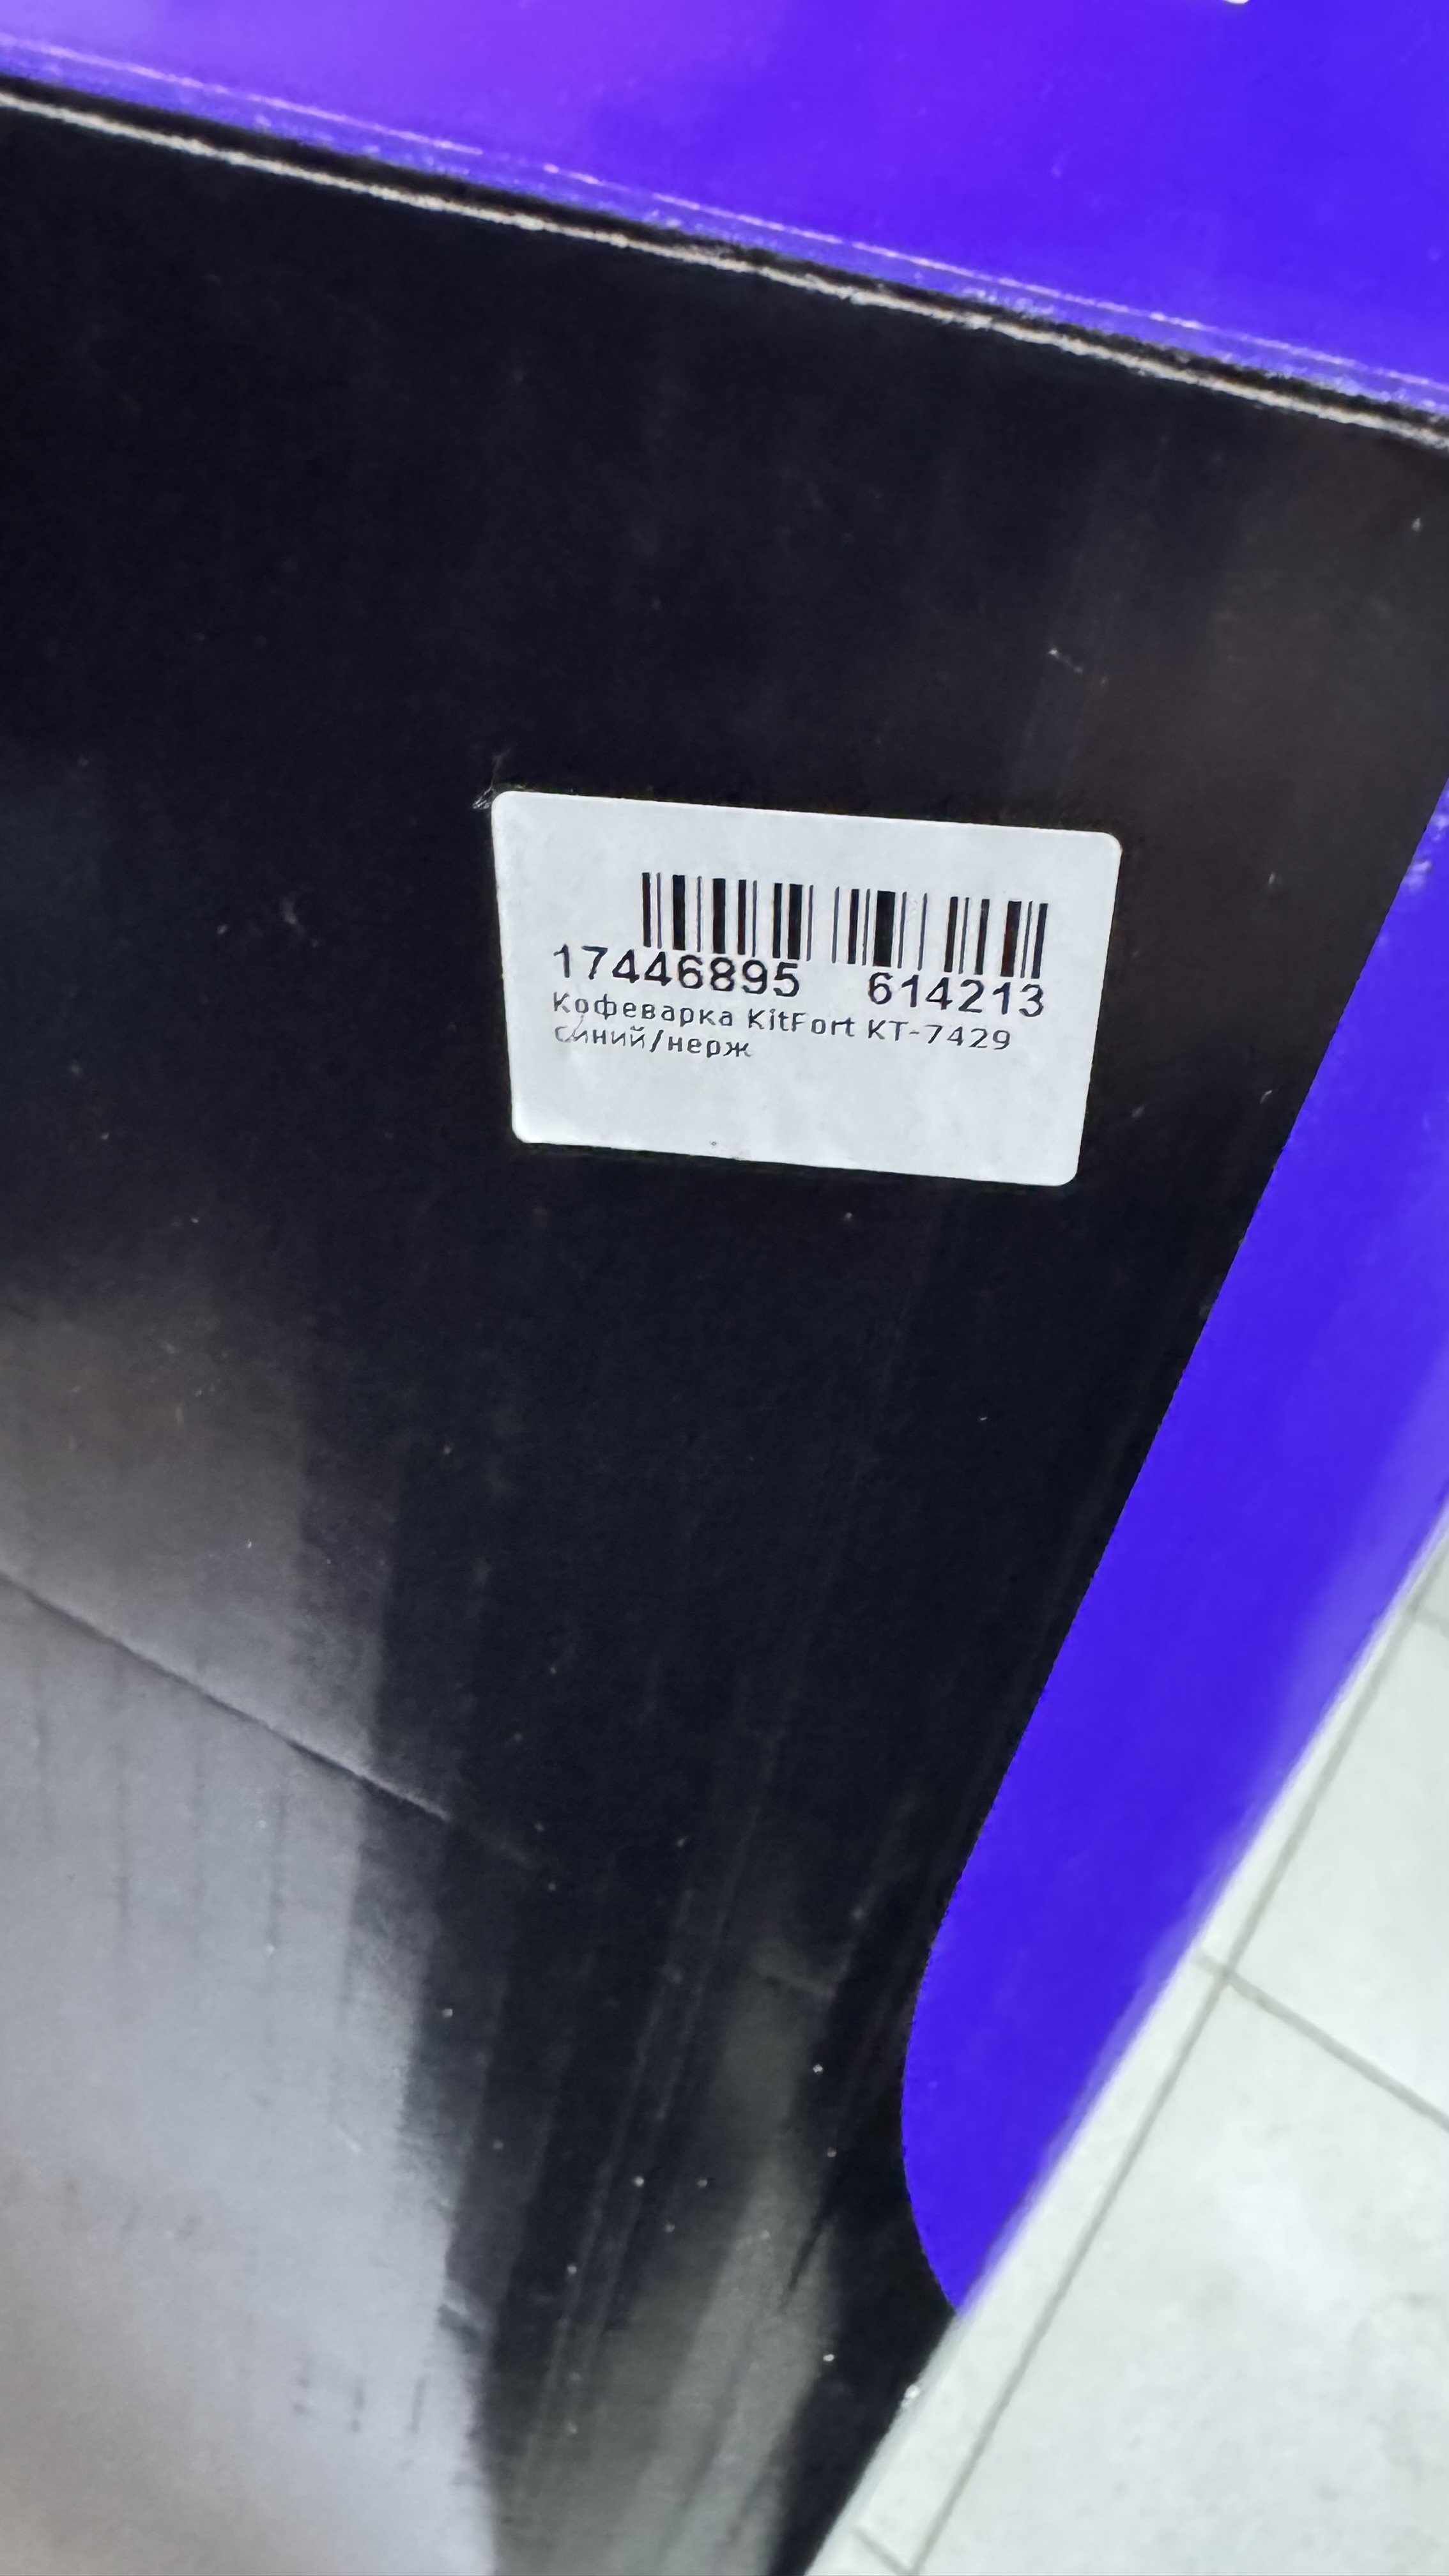 17446895 614213
Кофеварка KitFort KT-7429
синий/нерж